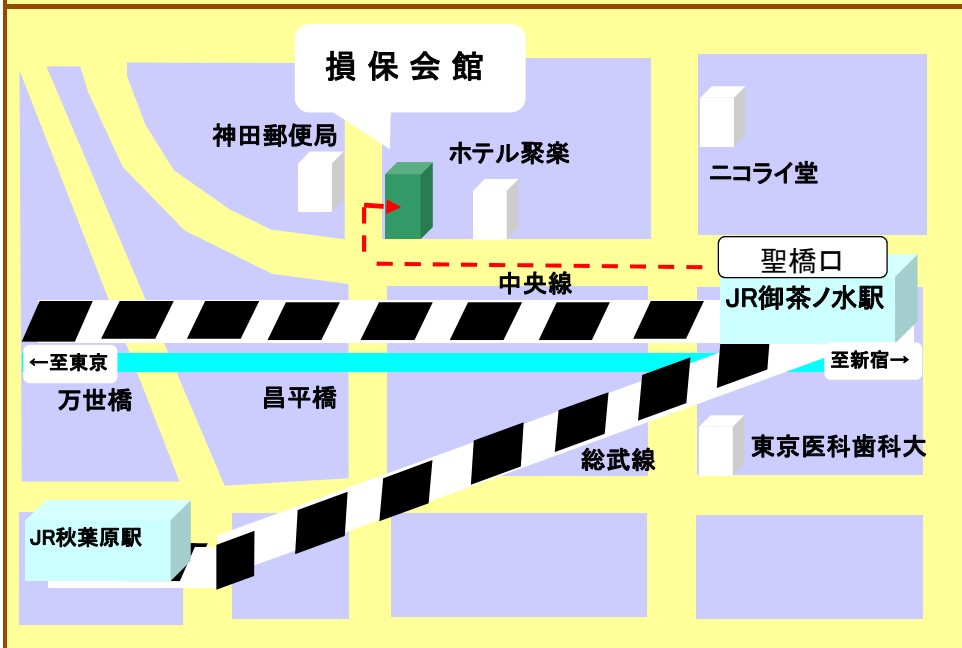 損保会館
神田郵便局
ホテル聚楽
ニコライ堂
聖橋口
中央線
JR御茶ノ水駅
←至東京
至新宿→
万世橋
昌平橋
総武線
東京医科歯科大
JR秋葉原駅